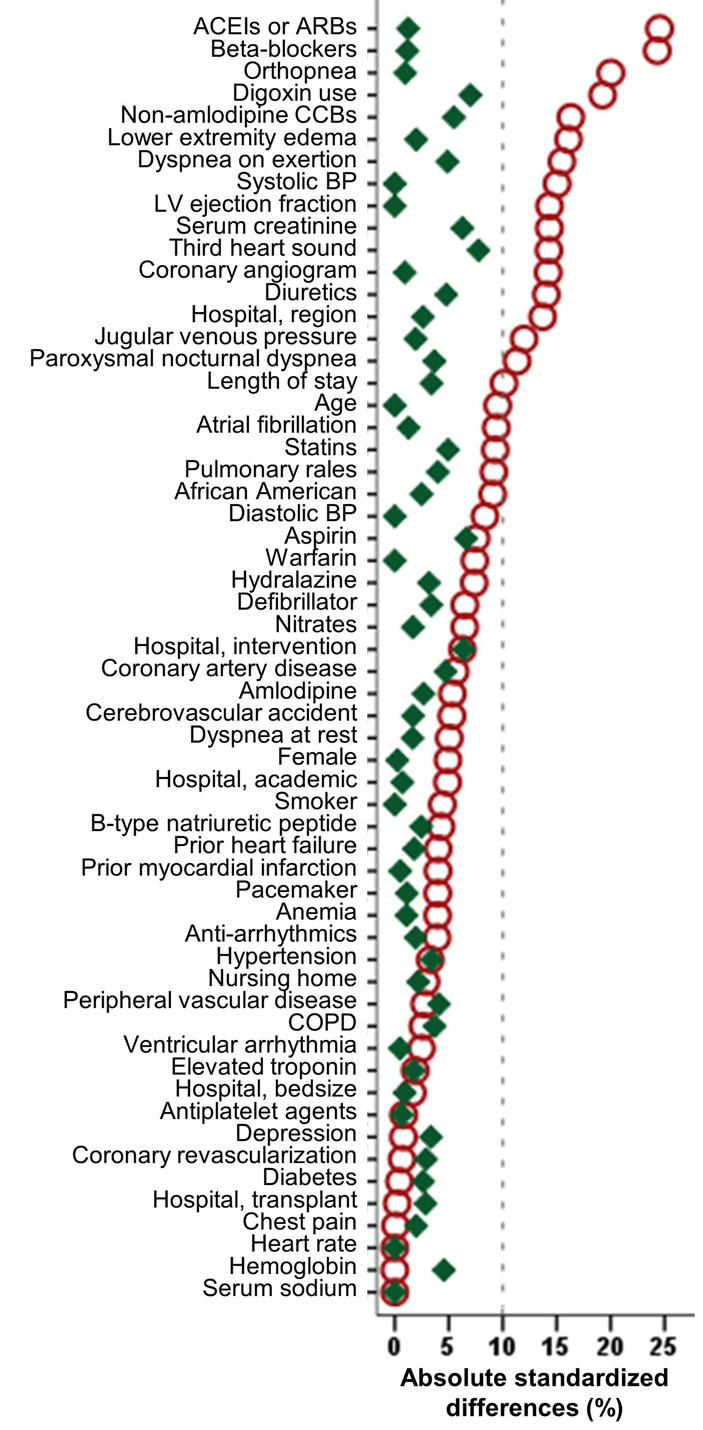 ACEIs or ARBs
Beta-blockers
Orthopnea
Digoxin use
Non-amlodipine CCBs
Lower extremity edema
Dyspnea on exertion
Systolic BP
LV ejection fraction
Serum creatinine
Third heart sound
Coronary angiogram
Diuretics
Hospital, region
Jugular venous pressure
Paroxysmal nocturnal dyspnea
Length of stay
Age
Atrial fibrillation
Statins
Pulmonary rales
African American
Diastolic BP
Aspirin
Warfarin
Hydralazine
Defibrillator
Nitrates
Hospital, intervention
Coronary artery disease
Amlodipine
Cerebrovascular accident
Dyspnea at rest
Female
Hospital, academic
Smoker
B-type natriuretic peptide
Prior heart failure
Prior myocardial infarction
Pacemaker
Anemia
Anti-arrhythmics
Hypertension
Nursing home
Peripheral vascular disease
COPD
Ventricular arrhythmia
Elevated troponin
Hospital, bedsize
Antiplatelet agents
Depression
Coronary revascularization
Diabetes
Hospital, transplant
Chest pain
Heart rate
Hemoglobin
Serum sodium
0 5 10 15 20 25
Absolute standardized
differences (%)